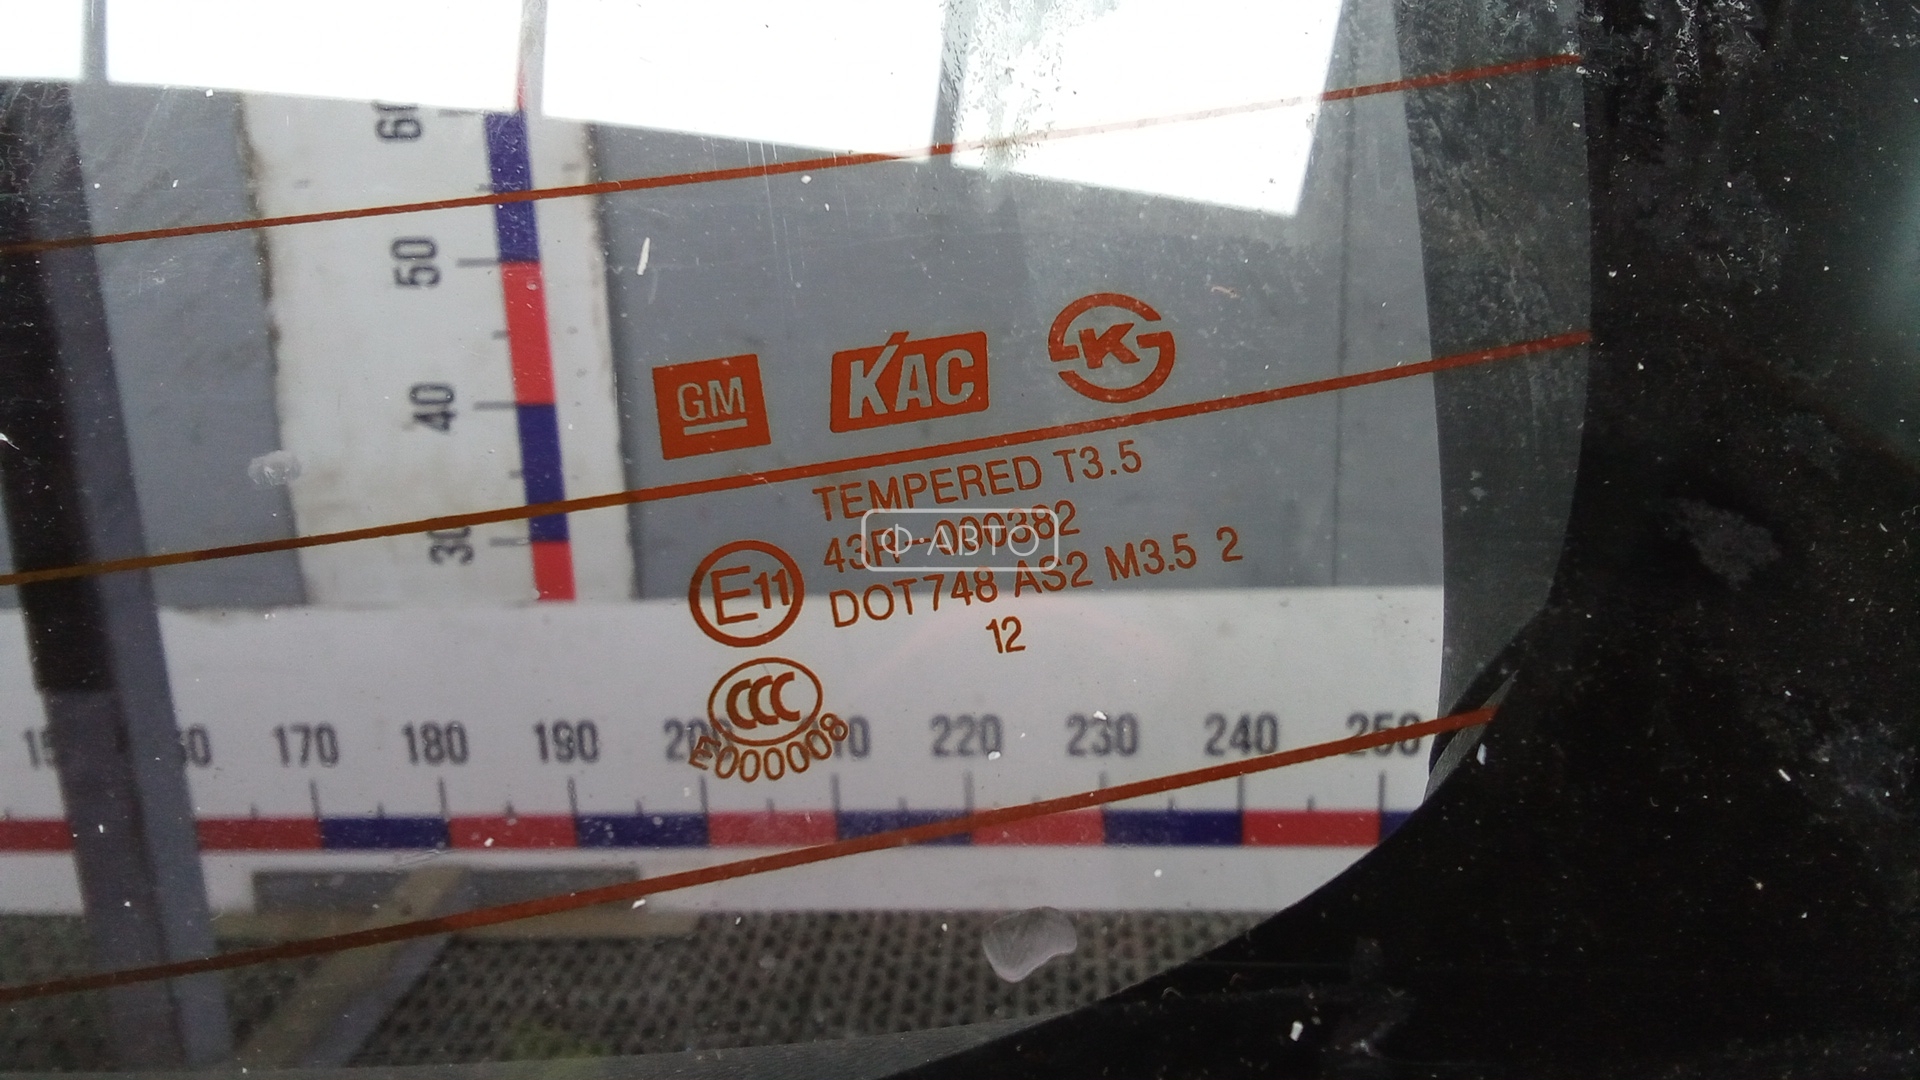 60
50
40
30
GM KAC K
TEMPERED T3.5
43R-000382
Ф·АВТО
E11
DOT748 AS2 M3.5 2
12
CCC
E000008
170 180 190 220 230 240 250